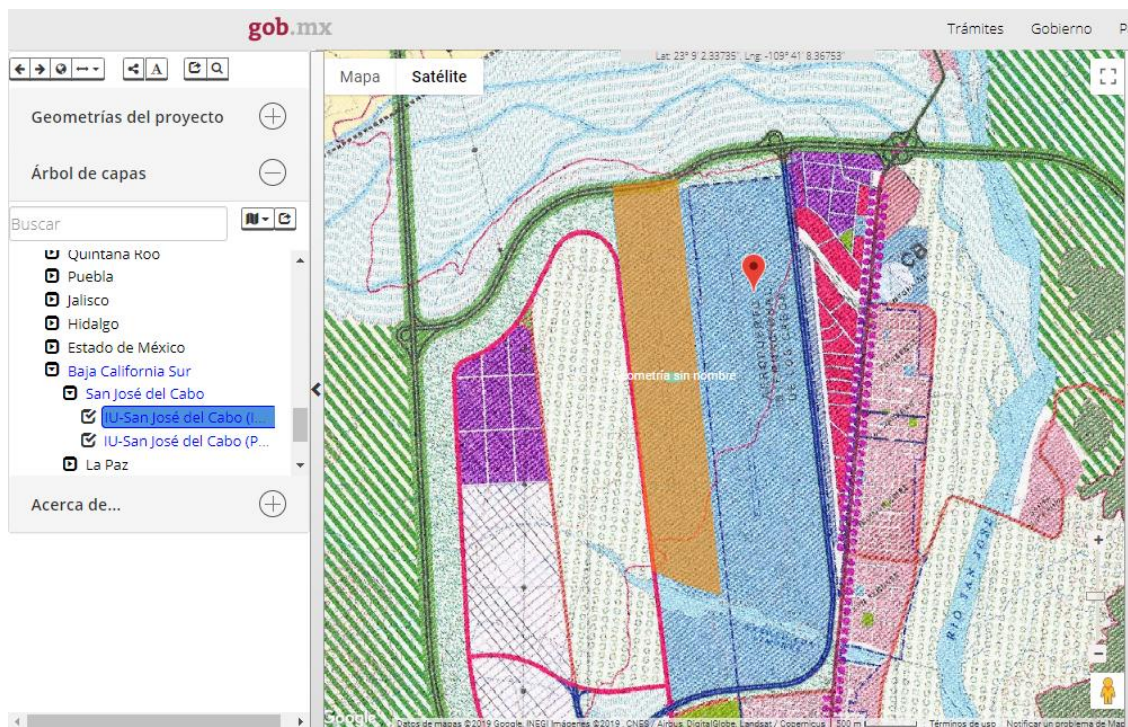 gob.mx
Trámites Gobierno P
A
Geometrías del proyecto
Árbol de capas
Buscar
Quintana Roo
Puebla
Jalisco
Hidalgo
Estado de México
Baja California Sur
San José del Cabo
IU-San José del Cabo (I...
IU-San José del Cabo (P...
La Paz
Acerca de...
Lat: 23° 9' 2.33735" Lng: -109° 41' 8.36753"
Mapa Satélite
CB
ometría sin nombre
RIO SAN JOSE
Google
Datos de mapas ©2019 Google, INEGI Imágenes ©2019 , CNES / Airbus, DigitalGlobe, Landsat / Copernicus 500 m Términos de uso Notificar un problema de Map